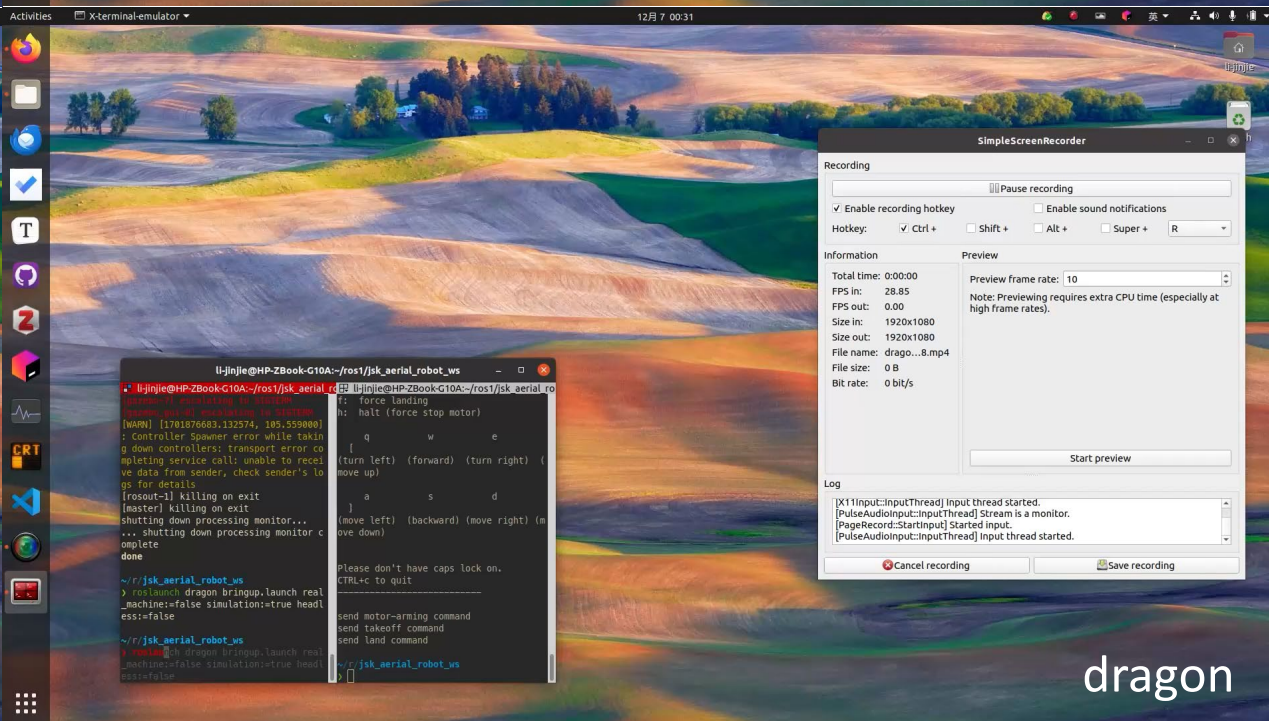 Activities
X-terminal-emulator
12月 7 00:31
英
T
Z
CRT
li-jinjie
SimpleScreenRecorder
Recording
Pause recording
Enable recording hotkey
Enable sound notifications
Hotkey:
Ctrl +
Shift +
Alt +
Super +
R
Information
Total time: 0:00:00
FPS in: 28.85
FPS out: 0.00
Size in: 1920x1080
Size out: 1920x1080
File name: drago...8.mp4
File size: 0 B
Bit rate: 0 bit/s
Preview
Preview frame rate: 10
Note: Previewing requires extra CPU time (especially at
high frame rates).
Start preview
Log
[X11Input::InputThread] Input thread started.
[PulseAudioInput::InputThread] Stream is a monitor.
[PageRecord::StartInput] Started input.
[PulseAudioInput::InputThread] Input thread started.
Cancel recording
Save recording
li-jinjie@HP-ZBook-G10A:~/ros1/jsk_aerial_robot_ws
li-jinjie@HP-ZBook-G10A:~/ros1/jsk_aerial_ro
escalating to SIGTERM
escalating to SIGTERM
[WARN] [1701876683.132574, 105.559000]
: Controller Spawner error while takin
g down controllers: transport error co
mpleting service call: unable to recei
ve data from sender, check sender's lo
gs for details
[rosout-1] killing on exit
[master] killing on exit
shutting down processing monitor...
... shutting down processing monitor c
omplete
done
~/r/jsk_aerial_robot_ws
❯ roslaunch dragon bringup.launch real
_machine:=false simulation:=true headl
ess:=false
~/r/jsk_aerial_robot_ws
❯ roslaunch dragon bringup.launch real
_machine:=false simulation:=true headl
ess:=false
li-jinjie@HP-ZBook-G10A:~/ros1/jsk_aerial_ro
f: force landing
h: halt (force stop motor)
q w e
[
(turn left) (forward) (turn right) (
move up)
a s d
]
(move left) (backward) (move right) (m
ove down)
Please don't have caps lock on.
CTRL+c to quit
---------------------------
send motor-arming command
send takeoff command
send land command
~/r/jsk_aerial_robot_ws
❯
dragon